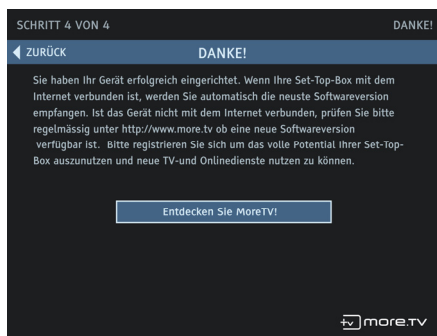 SCHRITT 4 VON 4 DANKE!
ZURÜCK DANKE!
Sie haben Ihr Gerät erfolgreich eingerichtet. Wenn Ihre Set-Top-Box mit dem
Internet verbunden ist, werden Sie automatisch die neuste Softwareversion
empfangen. Ist das Gerät nicht mit dem Internet verbunden, prüfen Sie bitte
regelmässig unter http://www.more.tv ob eine neue Softwareversion
verfügbar ist. Bitte registrieren Sie sich um das volle Potential Ihrer Set-Top-
Box auszunutzen und neue TV-und Onlinedienste nutzen zu können.
Entdecken Sie MoreTV!
tv more.tv